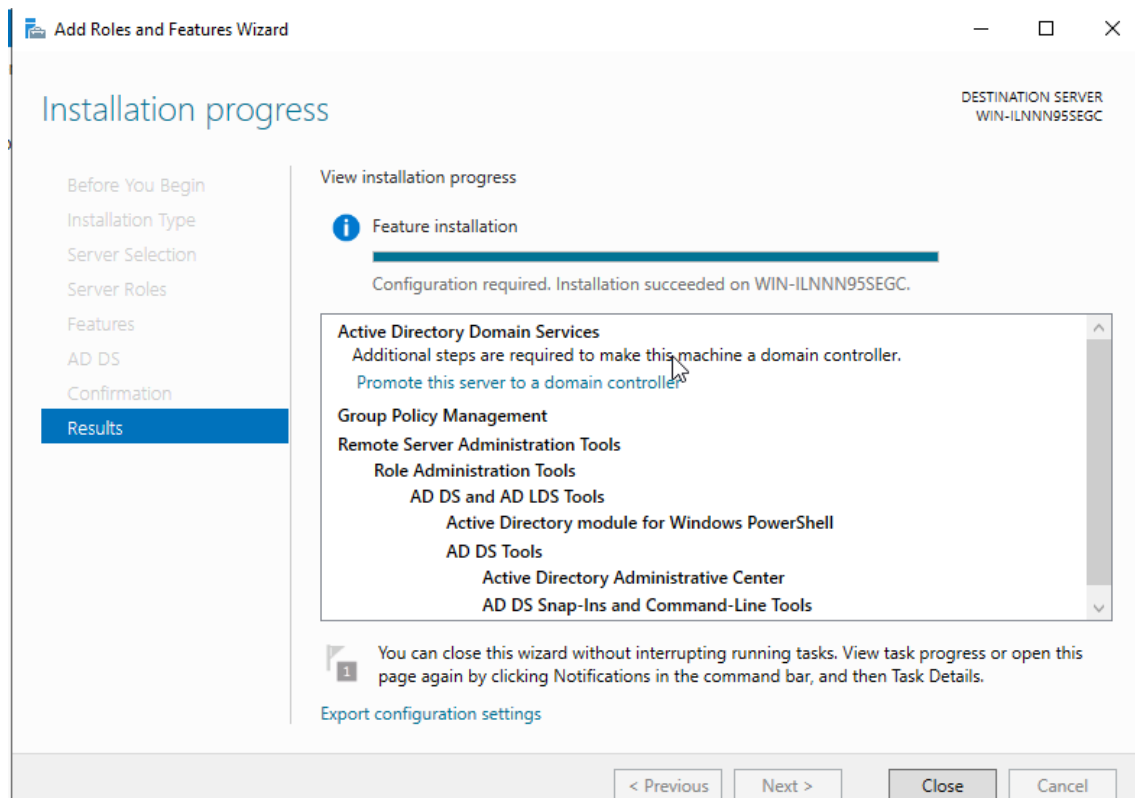 Add Roles and Features Wizard
Installation progress
DESTINATION SERVER
WIN-ILNNN95SEGC
Before You Begin
Installation Type
Server Selection
Server Roles
Features
AD DS
Confirmation
Results
View installation progress
Feature installation
Configuration required. Installation succeeded on WIN-ILNNN95SEGC.
Active Directory Domain Services
Additional steps are required to make this machine a domain controller.
Promote this server to a domain controller
Group Policy Management
Remote Server Administration Tools
Role Administration Tools
AD DS and AD LDS Tools
Active Directory module for Windows PowerShell
AD DS Tools
Active Directory Administrative Center
AD DS Snap-Ins and Command-Line Tools
1
You can close this wizard without interrupting running tasks. View task progress or open this
page again by clicking Notifications in the command bar, and then Task Details.
Export configuration settings
< Previous
Next >
Close
Cancel